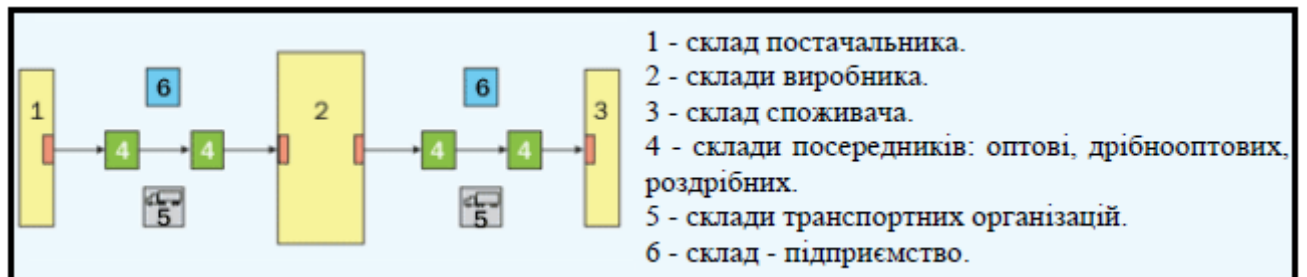 1 - склад постачальника.
2 - склади виробника.
3 - склад споживача.
4 - склади посередників: оптові, дрібнооптових,
роздрібних.
5 - склади транспортних організацій.
6 - склад - підприємство.
6
6
1
2
3
4
4
4
4
5
5